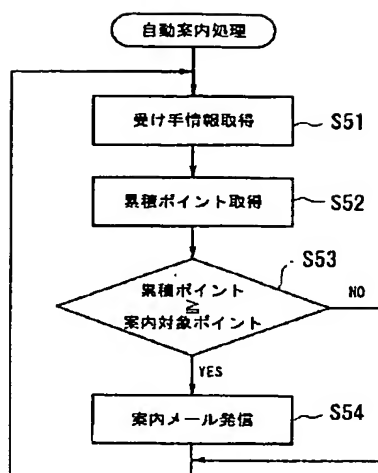 自動案内処理
受け手情報取得
S51
累積ポイント取得
S52
S53
累積ポイント
≧
案内対象ポイント
NO
YES
案内メール発信
S54